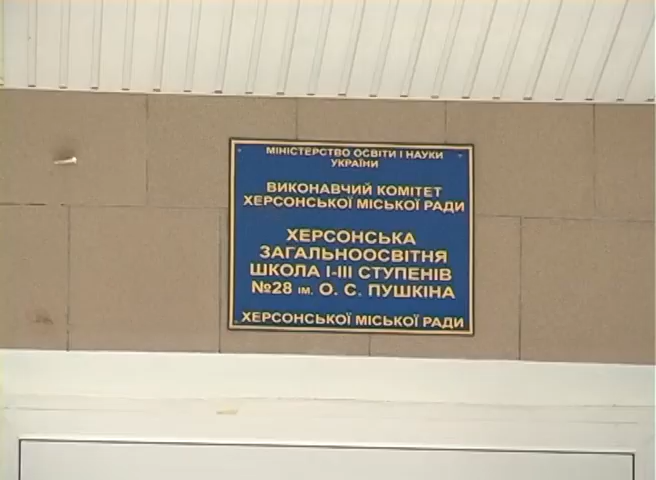 МІНІСТЕРСТВО ОСВІТИ І НАУКИ
УКРАЇНИ
ВИКОНАВЧИЙ КОМІТЕТ
ХЕРСОНСЬКОЇ МІСЬКОЇ РАДИ
ХЕРСОНСЬКА
ЗАГАЛЬНООСВІТНЯ
ШКОЛА І-ІІІ СТУПЕНІВ
№28 ім. О. С. ПУШКІНА
ХЕРСОНСЬКОЇ МІСЬКОЇ РАДИ